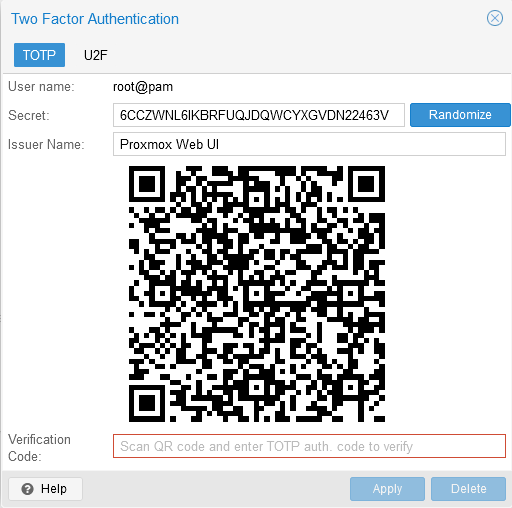 Two Factor Authentication
TOTP U2F
User name: root@pam
Secret: 6CCZWNL6IKBRFUQJDQWCYXGVDN22463V Randomize
Issuer Name: Proxmox Web UI
Verification Code: Scan QR code and enter TOTP auth. code to verify
Help Apply Delete